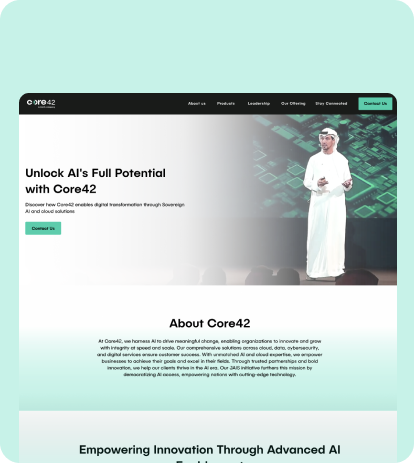 core42
About us Products Leadership Our Offering Stay Connected Contact Us
Unlock AI's Full Potential
with Core42
Discover how Core42 enables digital transformation through Sovereign
AI and cloud solutions
Contact Us
About Core42
At Core42, we harness AI to drive meaningful change, enabling organizations to innovate and grow
with integrity at speed and scale. Our comprehensive solutions across cloud, data, cybersecurity,
and digital services ensure customer success. With unmatched AI and cloud expertise, we empower
businesses to achieve their goals and excel in their fields. Through trusted partnerships and bold
innovation, we help our clients thrive in the AI era. Our JAIS initiative furthers this mission by
democratizing AI access, empowering nations with cutting-edge technology.
Empowering Innovation Through Advanced AI